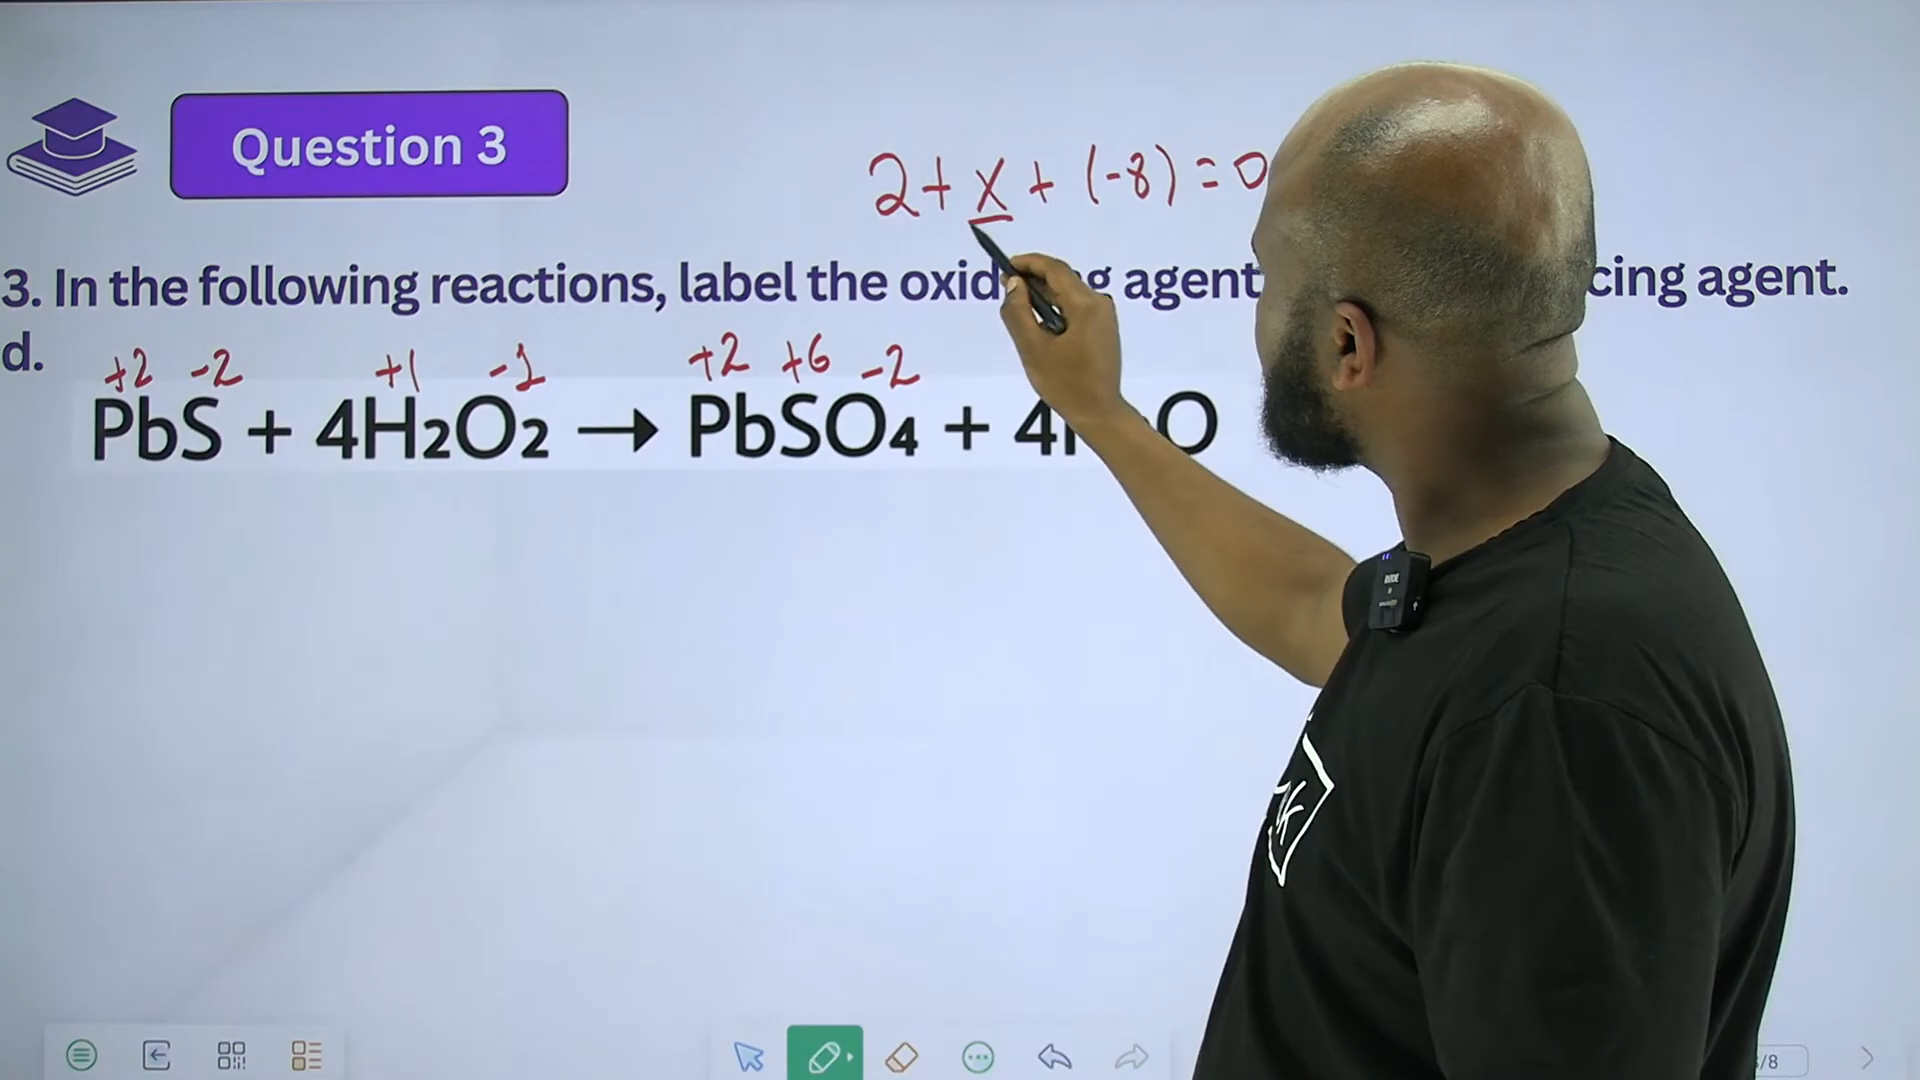 Question 3
2 + x + (-8) = 0
3. In the following reactions, label the oxid g agent cing agent.
d.
+2 -2 +1 -1 +2 +6 -2
PbS + 4H₂O₂ → PbSO₄ + 4 O
/8